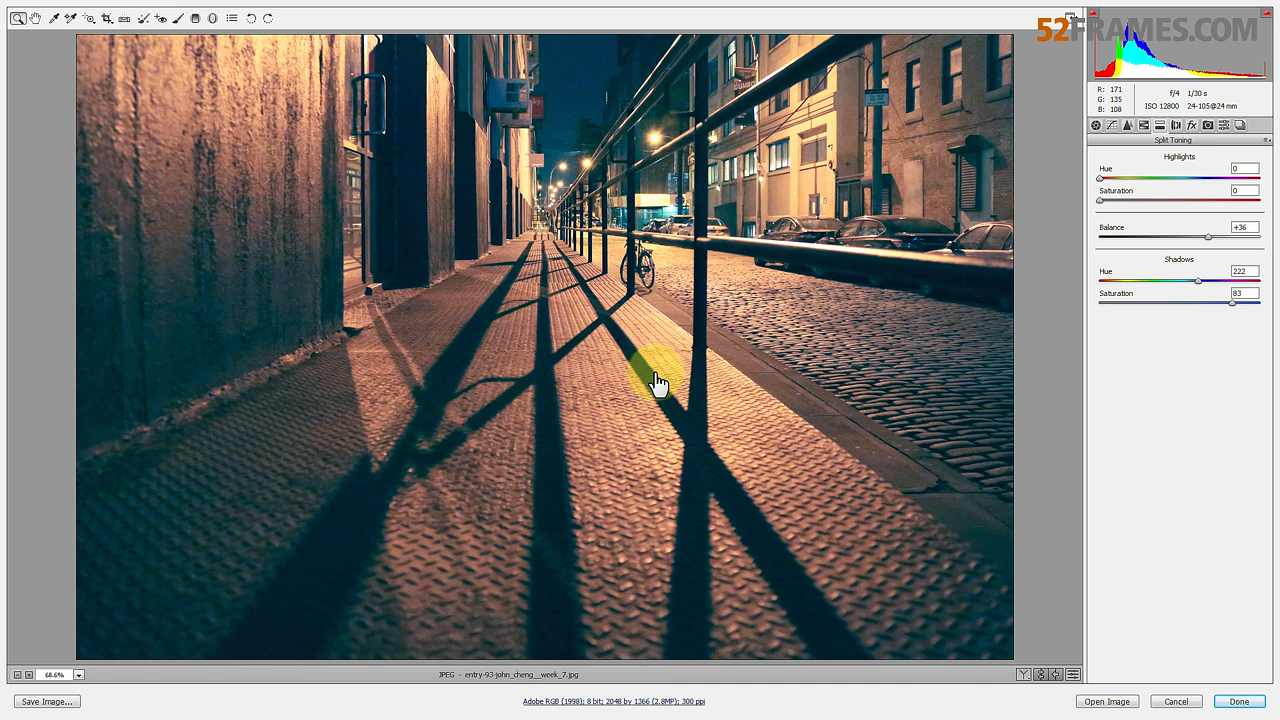 52FRAMES.COM
R: 171
G: 135
B: 108
f/4 1/30 s
ISO 12800 24-105@24 mm
Split Toning
Highlights
Hue 0
Saturation 0
Balance +36
Shadows
Hue 222
Saturation 83
68.6%
JPEG - entry-93-john_cheng__week_7.jpg
Save Image...
Adobe RGB (1998); 8 bit; 2048 by 1366 (2.8MP); 300 ppi
Open Image
Cancel
Done